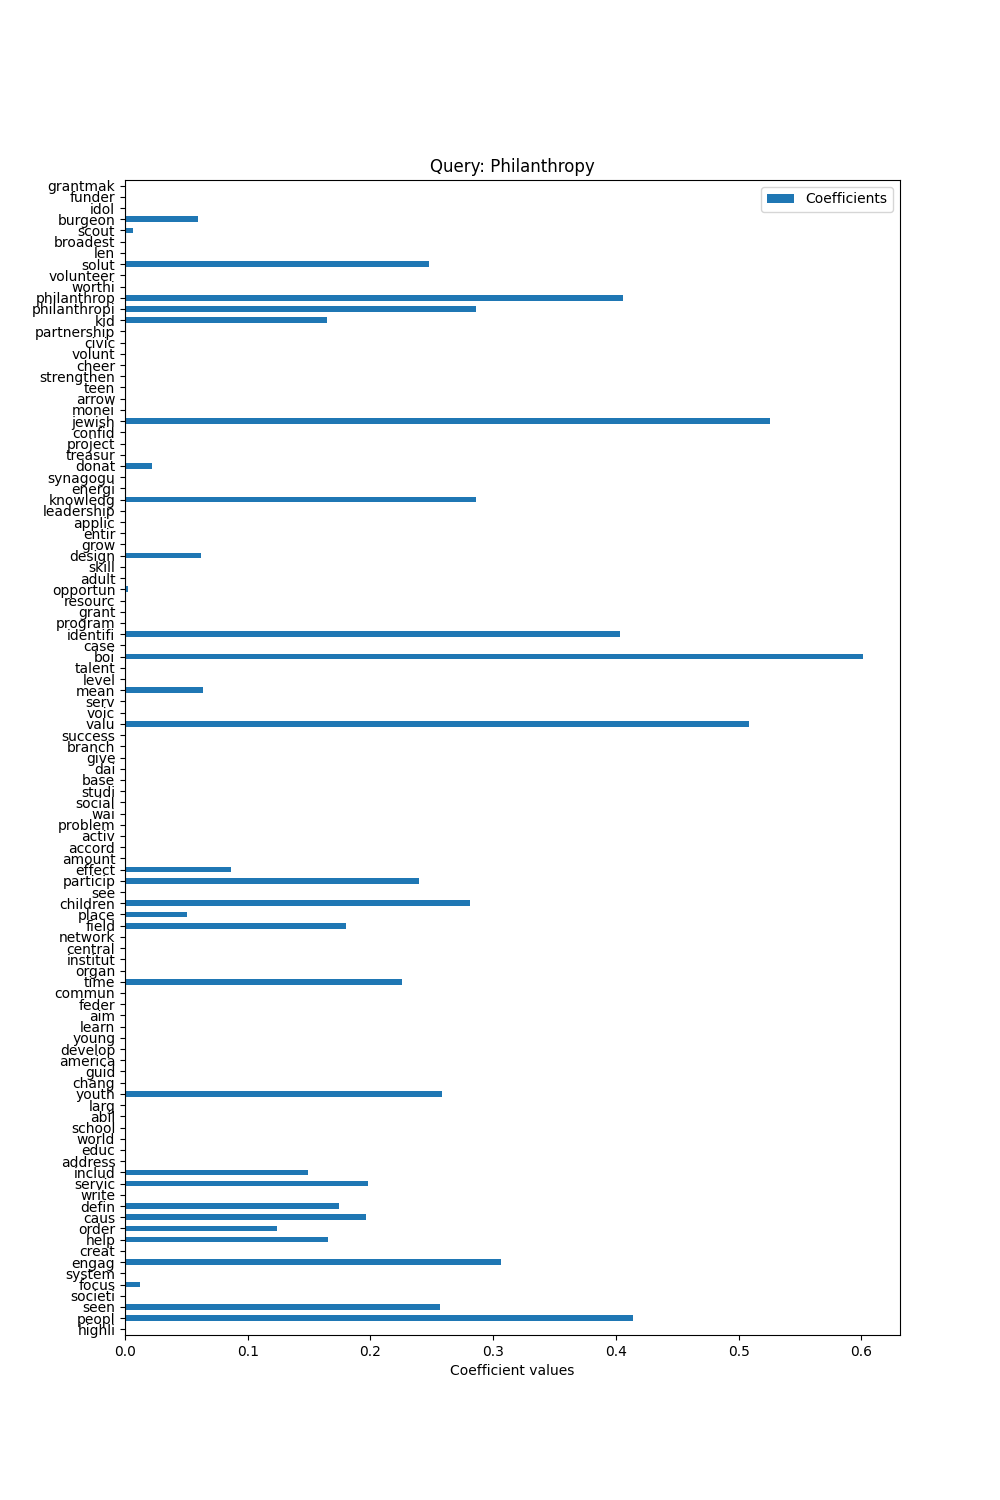 Query: Philanthropy
Coefficients
grantmak
funder
idol
burgeon
scout
broadest
len
solut
volunteer
worthi
philanthrop
philanthropi
kid
partnership
civic
volunt
cheer
strengthen
teen
arrow
monei
jewish
confid
project
treasur
donat
synagogu
energi
knowledg
leadership
applic
entir
grow
design
skill
adult
opportun
resourc
grant
program
identifi
case
boi
talent
level
mean
serv
voic
valu
success
branch
give
dai
base
studi
social
wai
problem
activ
accord
amount
effect
particip
see
children
place
field
network
central
institut
organ
time
commun
feder
aim
learn
young
develop
america
guid
chang
youth
larg
abil
school
world
educ
address
includ
servic
write
defin
caus
order
help
creat
engag
system
focus
societi
seen
peopl
highli
0.0 0.1 0.2 0.3 0.4 0.5 0.6
Coefficient values